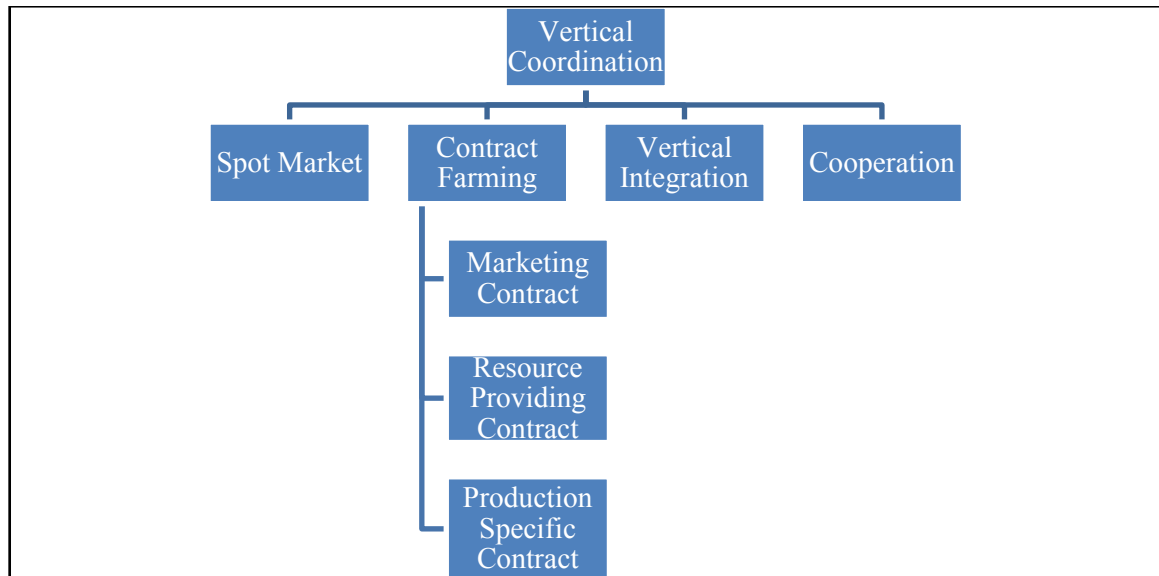 Vertical
Coordination
Spot Market
Contract
Farming
Vertical
Integration
Cooperation
Marketing
Contract
Resource
Providing
Contract
Production
Specific
Contract